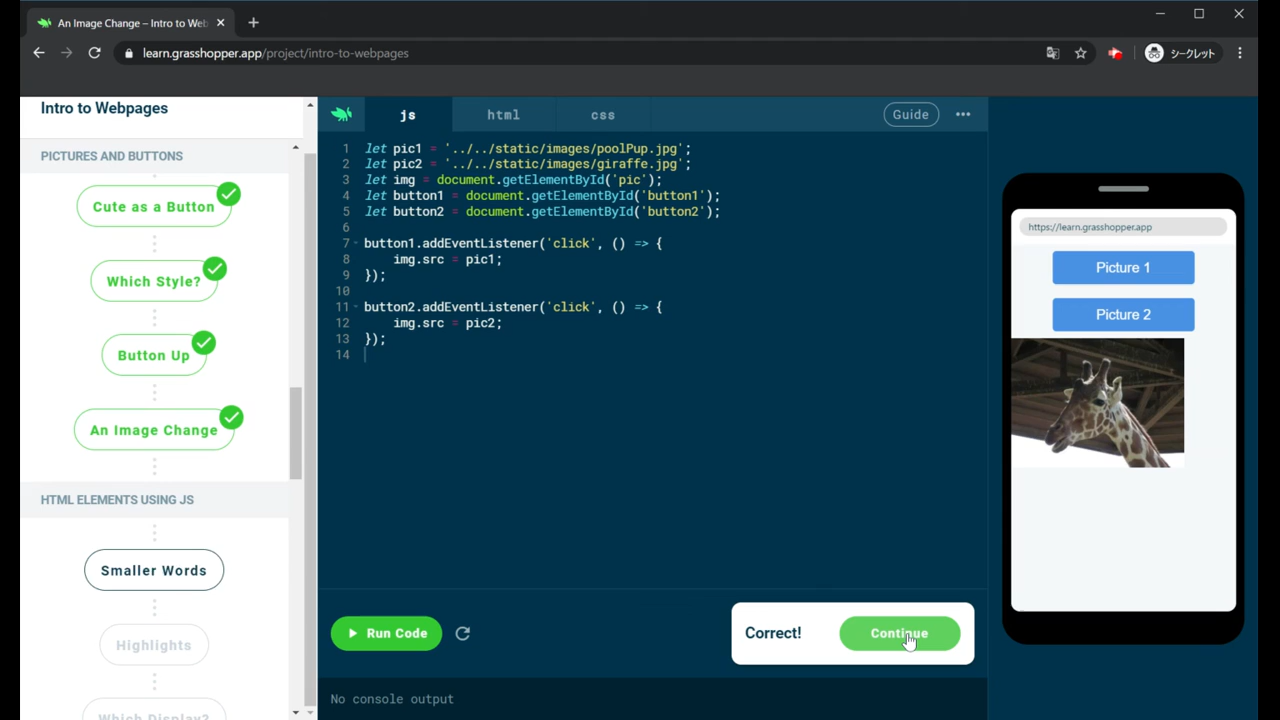 An Image Change – Intro to Web
learn.grasshopper.app/project/intro-to-webpages
シークレット
Intro to Webpages
PICTURES AND BUTTONS
Cute as a Button
Which Style?
Button Up
An Image Change
HTML ELEMENTS USING JS
Smaller Words
Highlights
Which Display?
js html css
Guide
1 let pic1 = '../../static/images/poolPup.jpg';
2 let pic2 = '../../static/images/giraffe.jpg';
3 let img = document.getElementById('pic');
4 let button1 = document.getElementById('button1');
5 let button2 = document.getElementById('button2');
6
7 button1.addEventListener('click', () => {
8 img.src = pic1;
9 });
10
11 button2.addEventListener('click', () => {
12 img.src = pic2;
13 });
14
Run Code
Correct!
Continue
No console output
https://learn.grasshopper.app
Picture 1
Picture 2